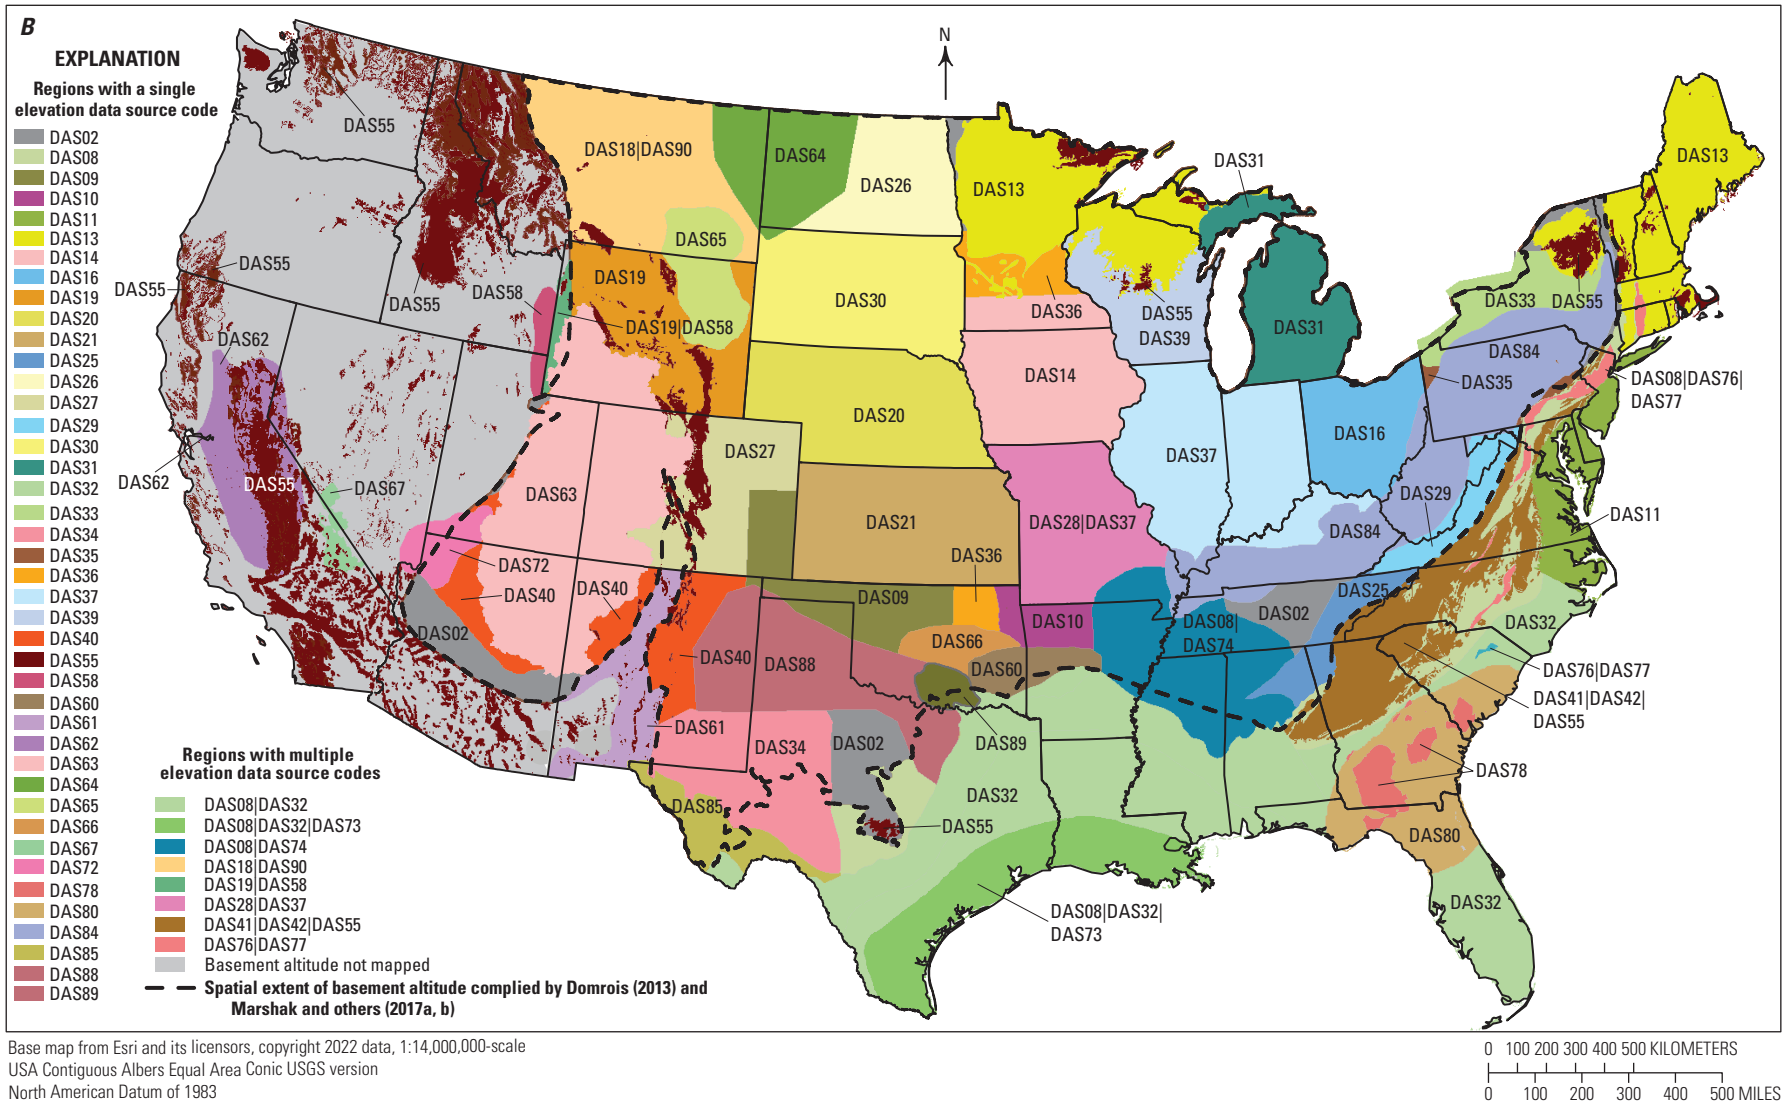 B
EXPLANATION
Regions with a single
elevation data source code
DAS02
DAS08
DAS09
DAS10
DAS11
DAS13
DAS14
DAS16
DAS19
DAS20
DAS21
DAS25
DAS26
DAS27
DAS29
DAS30
DAS31
DAS32
DAS33
DAS34
DAS35
DAS36
DAS37
DAS39
DAS40
DAS55
DAS58
DAS60
DAS61
DAS62
DAS63
DAS64
DAS65
DAS66
DAS67
DAS72
DAS78
DAS80
DAS84
DAS85
DAS88
DAS89
Regions with multiple
elevation data source codes
DAS08|DAS32
DAS08|DAS32|DAS73
DAS08|DAS74
DAS18|DAS90
DAS19|DAS58
DAS28|DAS37
DAS41|DAS42|DAS55
DAS76|DAS77
Basement altitude not mapped
Spatial extent of basement altitude complied by Domrois (2013) and
Marshak and others (2017a, b)
N
DAS55
DAS18|DAS90
DAS64
DAS26
DAS13
DAS31
DAS13
DAS65
DAS55
DAS55
DAS55
DAS58
DAS19
DAS19|DAS58
DAS30
DAS36
DAS55
DAS39
DAS31
DAS33
DAS55
DAS62
DAS14
DAS84
DAS35
DAS08|DAS76|
DAS77
DAS20
DAS16
DAS27
DAS37
DAS62
DAS55
DAS67
DAS63
DAS29
DAS21
DAS28|DAS37
DAS84
DAS11
DAS36
DAS72
DAS40
DAS40
DAS09
DAS25
DAS02
DAS10
DAS08|
DAS74
DAS02
DAS32
DAS66
DAS60
DAS40
DAS88
DAS76|DAS77
DAS41|DAS42|
DAS55
DAS61
DAS34
DAS02
DAS89
DAS78
DAS85
DAS32
DAS55
DAS80
DAS08|DAS32|
DAS73
DAS32
Base map from Esri and its licensors, copyright 2022 data, 1:14,000,000-scale
USA Contiguous Albers Equal Area Conic USGS version
North American Datum of 1983
0 100 200 300 400 500 KILOMETERS
0 100 200 300 400 500 MILES